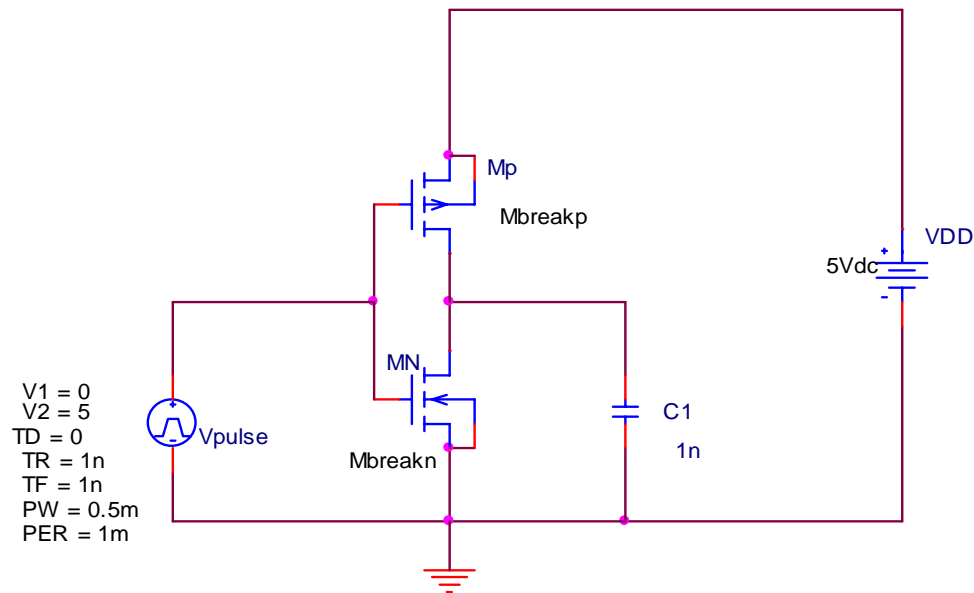 Mp
Mbreakp
VDD
+
5Vdc
-
MN
V1 = 0
V2 = 5
TD = 0
TR = 1n
TF = 1n
PW = 0.5m
PER = 1m
+
-
Vpulse
Mbreakn
C1
1n